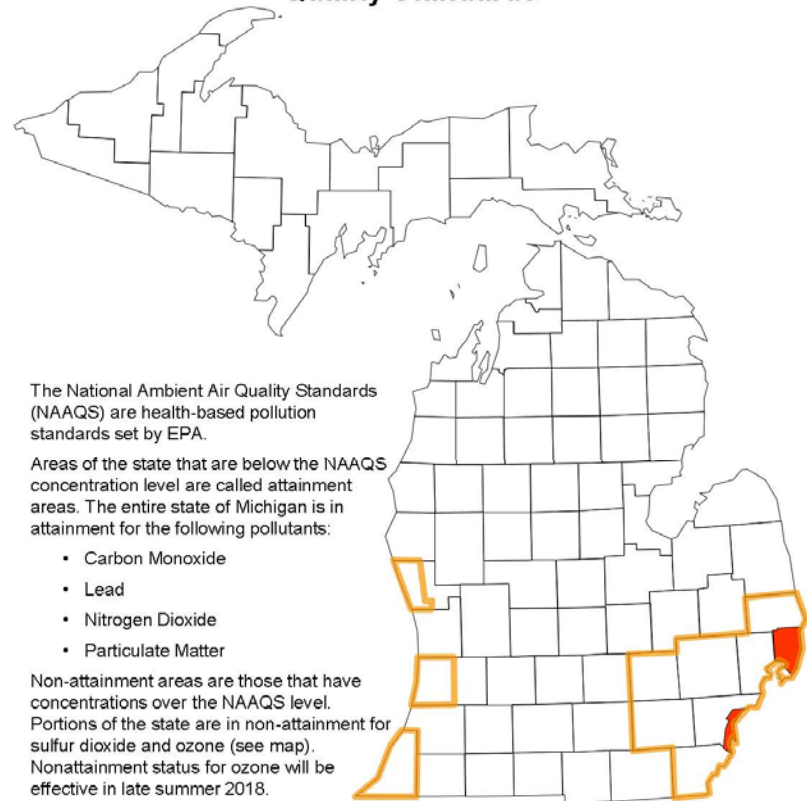 The National Ambient Air Quality Standards
(NAAQS) are health-based pollution
standards set by EPA.
Areas of the state that are below the NAAQS
concentration level are called attainment
areas. The entire state of Michigan is in
attainment for the following pollutants:
• Carbon Monoxide
• Lead
• Nitrogen Dioxide
• Particulate Matter
Non-attainment areas are those that have
concentrations over the NAAQS level.
Portions of the state are in non-attainment for
sulfur dioxide and ozone (see map).
Nonattainment status for ozone will be
effective in late summer 2018.